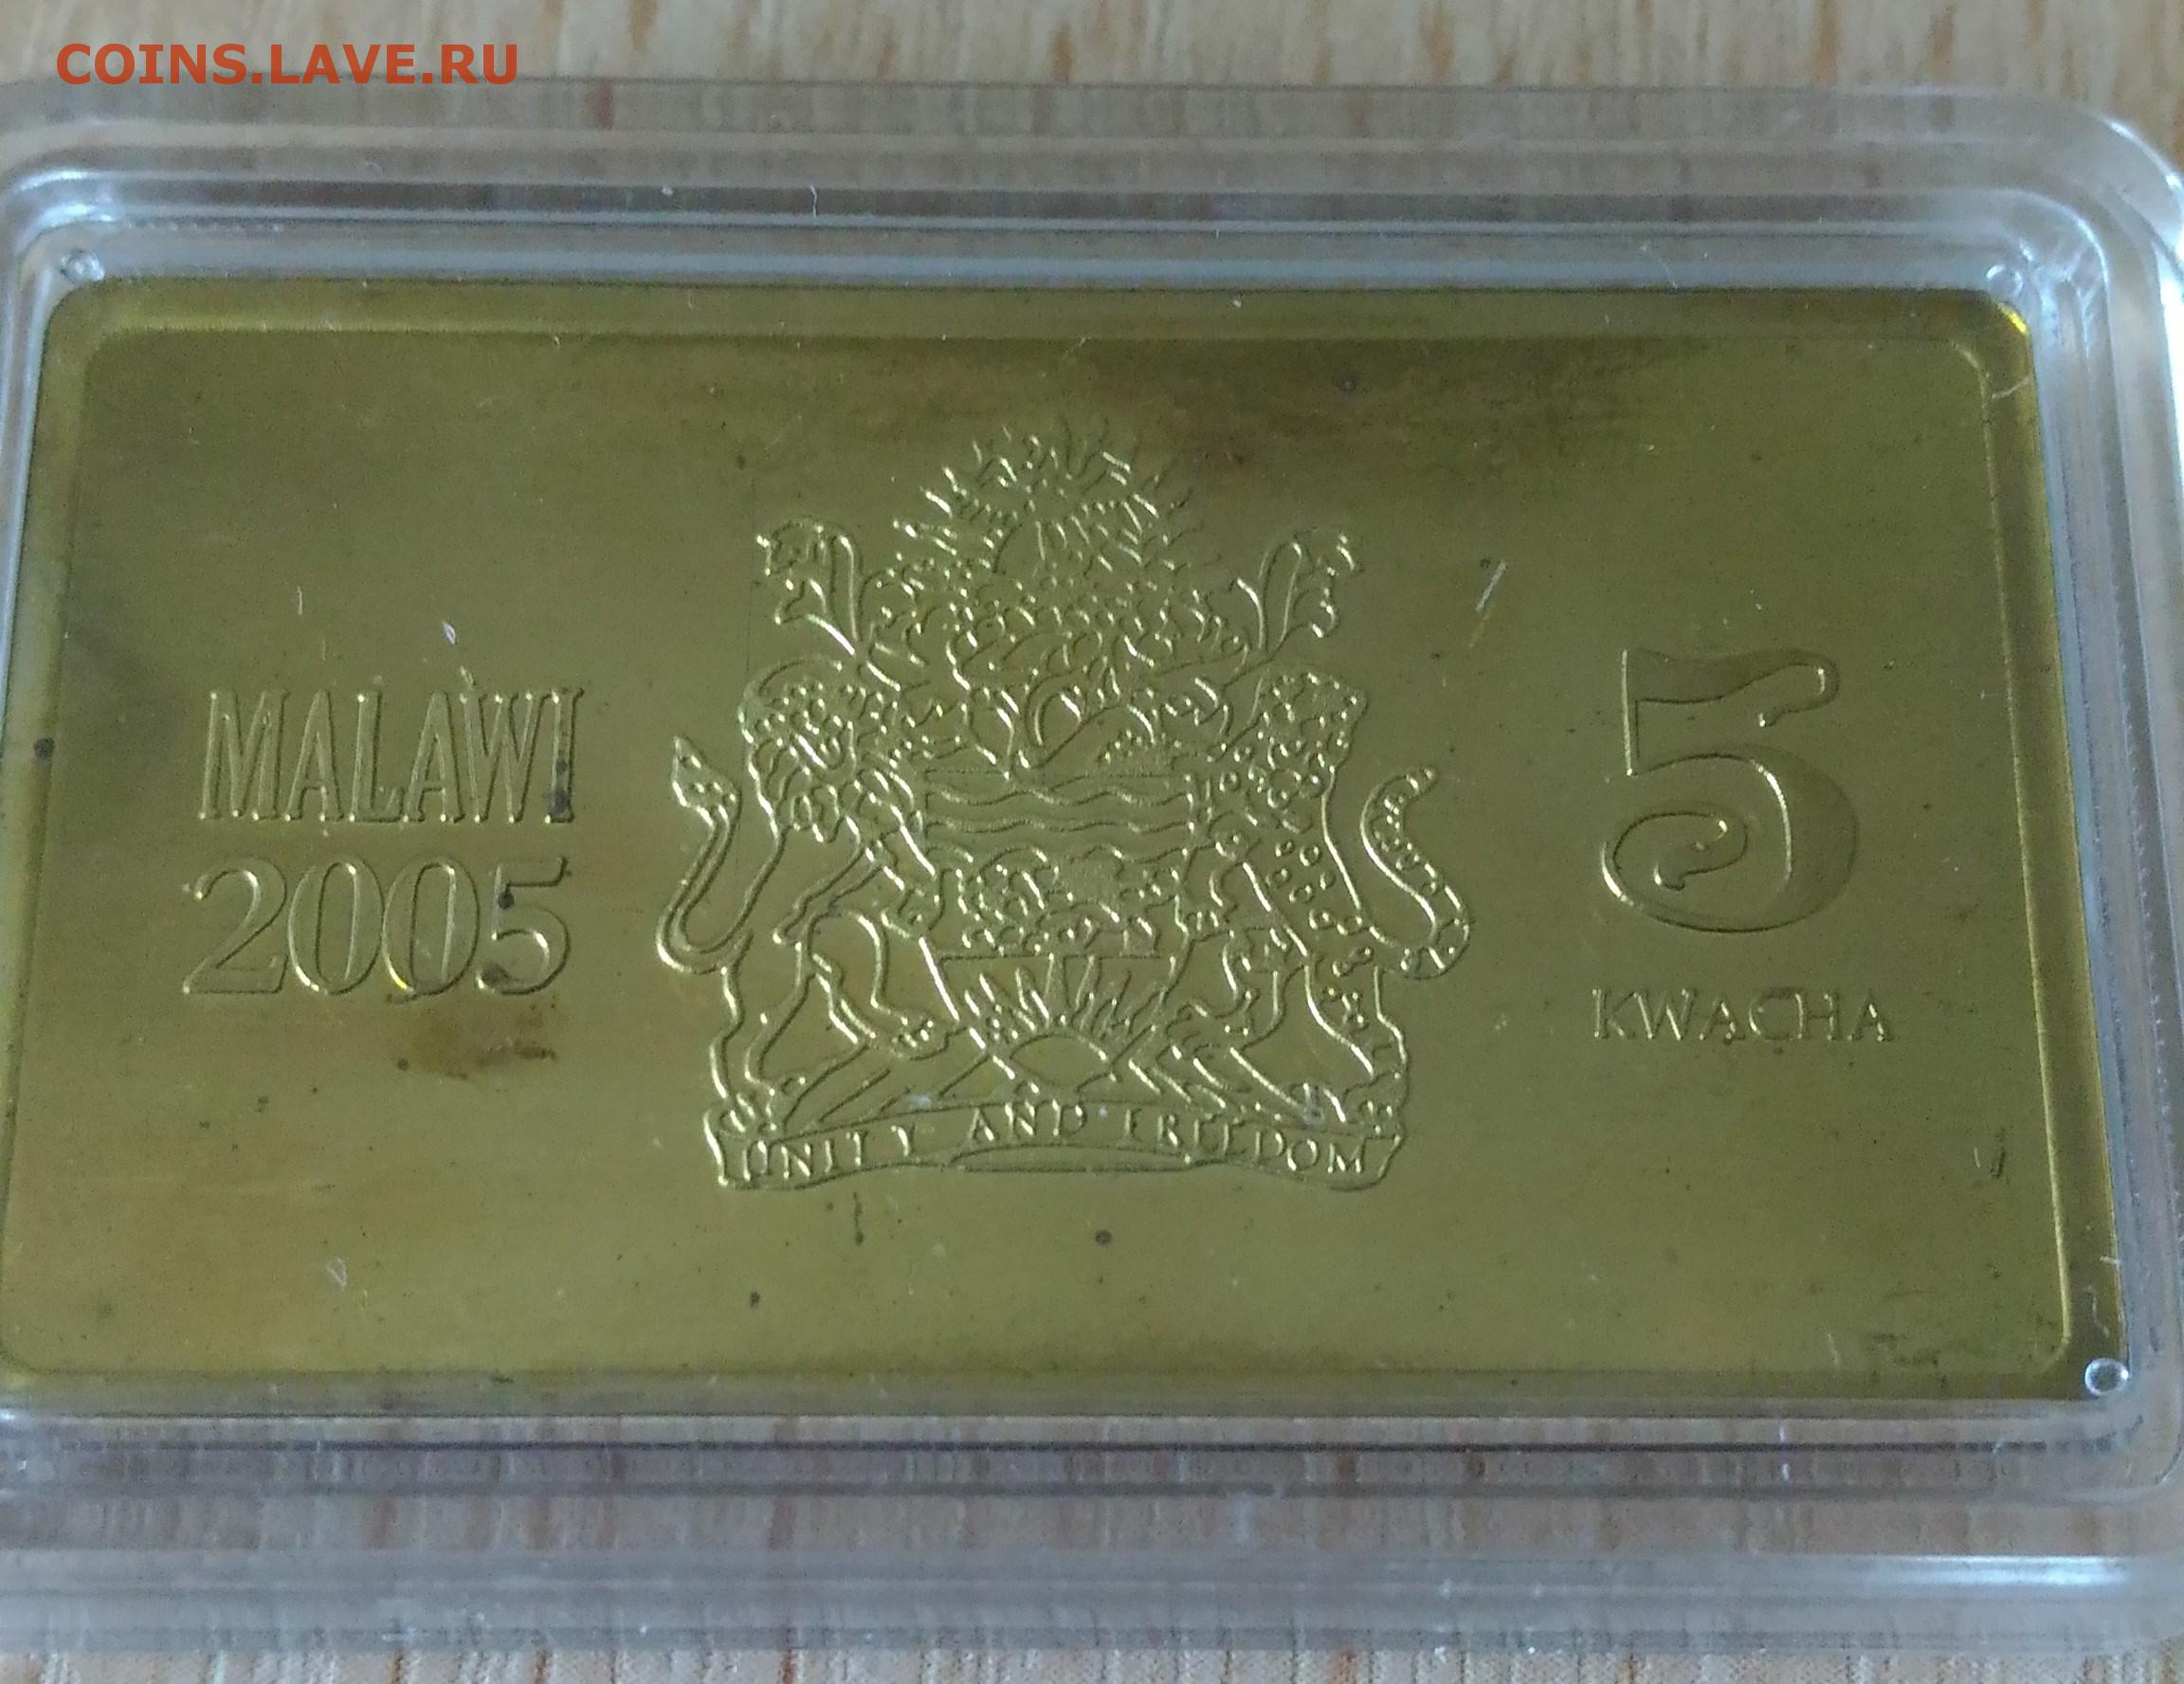 COINS.LAVE.RU
MALAWI
2005
5
KWACHA
UNITY AND FREEDOM